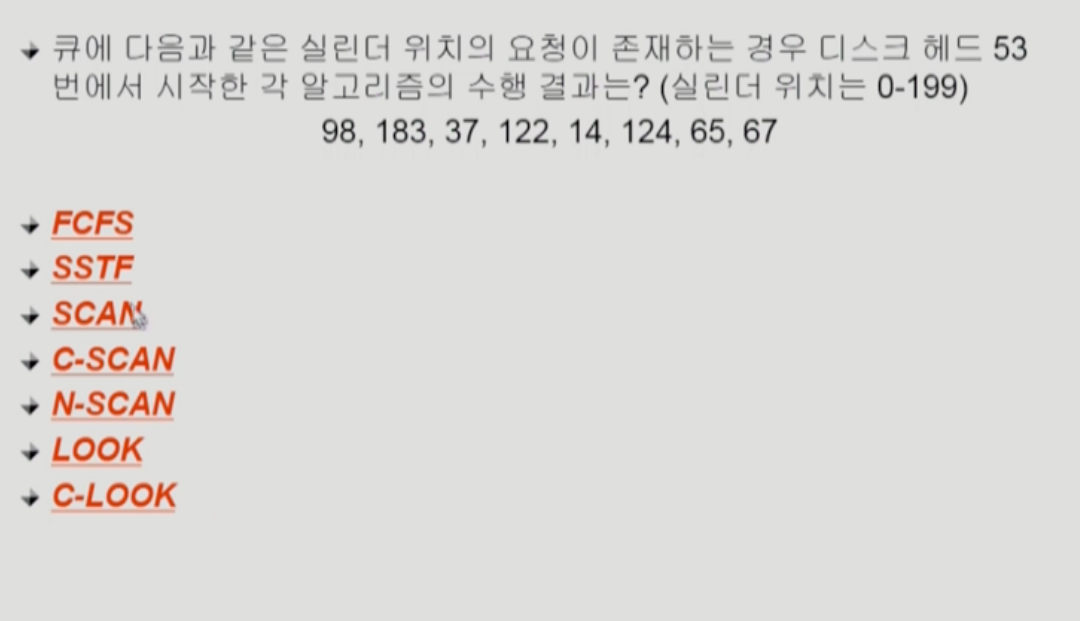 큐에 다음과 같은 실린더 위치의 요청이 존재하는 경우 디스크 헤드 53
번에서 시작한 각 알고리즘의 수행 결과는? (실린더 위치는 0-199)
98, 183, 37, 122, 14, 124, 65, 67
FCFS
SSTF
SCAN
C-SCAN
N-SCAN
LOOK
C-LOOK